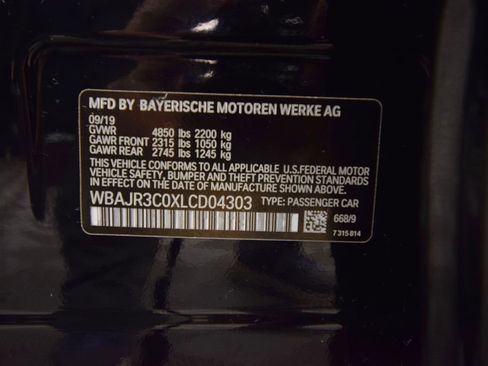 MFD BY BAYERISCHE MOTOREN WERKE AG
09/19
GVWR 4850 lbs 2200 kg
GAWR FRONT 2315 lbs 1050 kg
GAWR REAR 2745 lbs 1245 kg
THIS VEHICLE CONFORMS TO ALL APPLICABLE U.S.FEDERAL MOTOR
VEHICLE SAFETY, BUMPER AND THEFT PREVENTION STANDARDS
IN EFFECT ON THE DATE OF MANUFACTURE SHOWN ABOVE.
WBAJR3C0XLCD04303 TYPE: PASSENGER CAR
668/9
7 315 814